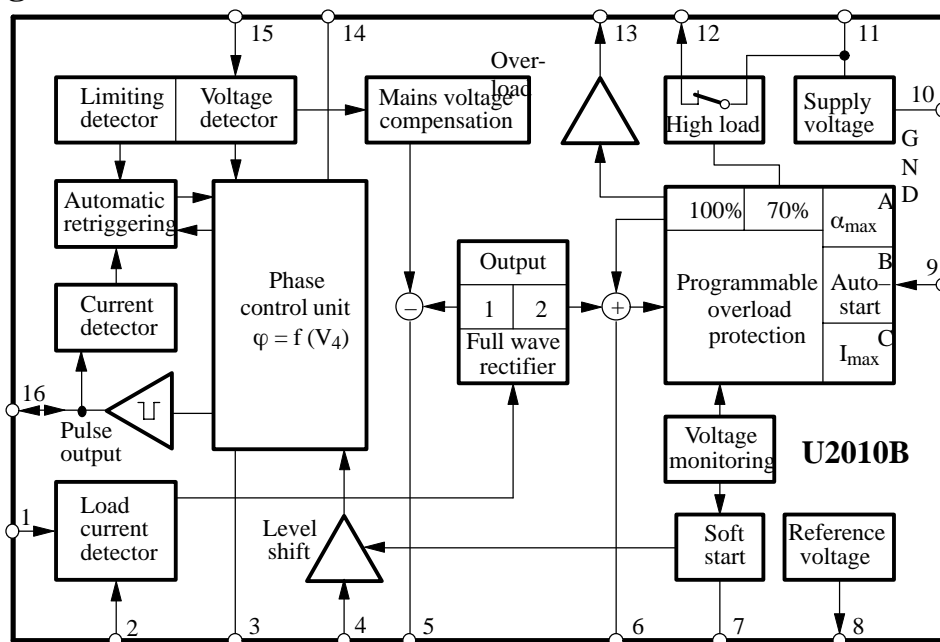 15
14
13
12
11
Over-
load
Limiting
detector
Voltage
detector
Mains voltage
compensation
High load
Supply
voltage
10
G
N
D
Automatic
retriggering
100%
70%
A
αmax
Phase
control unit
φ = f (V4)
Output
1
2
Full wave
rectifier
−
+
Programmable
overload
protection
B
Auto–
start
9
C
Imax
Current
detector
16
Pulse
output
Voltage
monitoring
U2010B
1
Load
current
detector
Level
shift
Soft
start
Reference
voltage
2
3
4
5
6
7
8